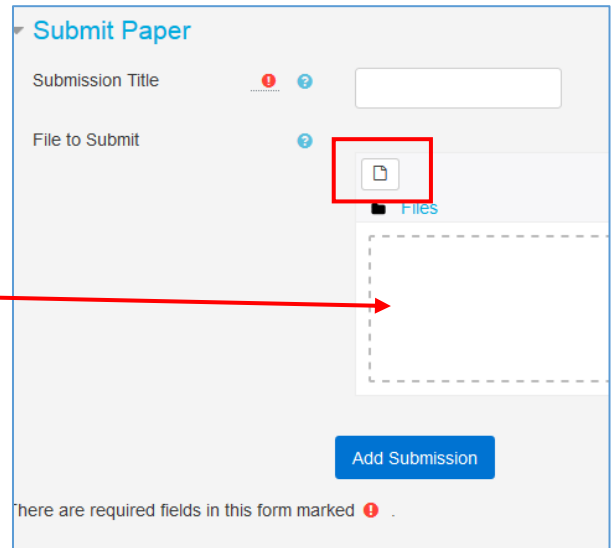 Submit Paper
Submission Title
File to Submit
Files
Add Submission
There are required fields in this form marked .